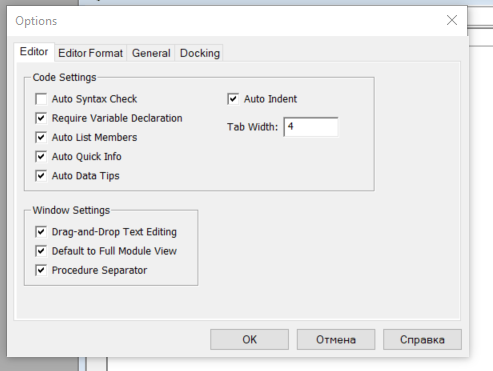 Options
Editor Editor Format General Docking
Code Settings
Auto Syntax Check Auto Indent
Require Variable Declaration Tab Width: 4
Auto List Members
Auto Quick Info
Auto Data Tips
Window Settings
Drag-and-Drop Text Editing
Default to Full Module View
Procedure Separator
OK Отмена Справка